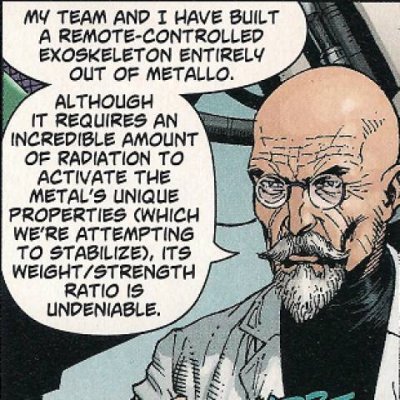 MY TEAM AND I HAVE BUILT
A REMOTE-CONTROLLED
EXOSKELETON ENTIRELY
OUT OF METALLO.
ALTHOUGH
IT REQUIRES AN
INCREDIBLE AMOUNT
OF RADIATION TO
ACTIVATE THE
METAL'S UNIQUE
PROPERTIES (WHICH
WE'RE ATTEMPTING
TO STABILIZE), ITS
WEIGHT/STRENGTH
RATIO IS
UNDENIABLE.